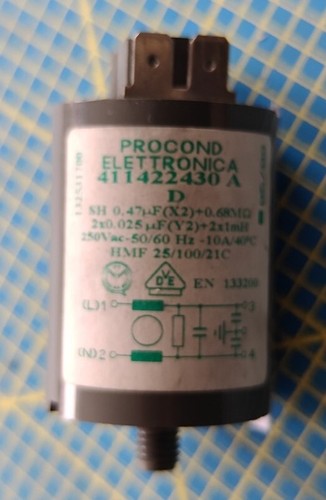 PROCOND
ELETTRONICA
411422430 A
D
SH 0.47µF(X2)+0.68MΩ
2x0.025 µF(Y2)+2x1mH
250Vac-50/60 Hz -10A/40°C
HMF 25/100/21C
VDE
EN 133200
(L)1
3
(N)2
4